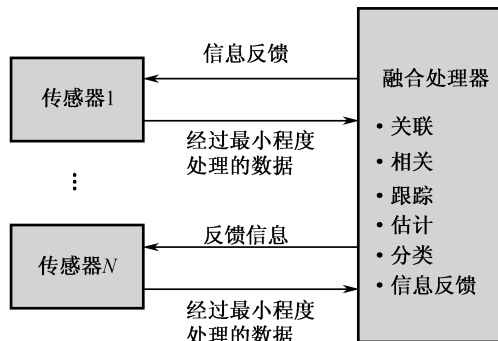 信息反馈
传感器1
经过最小程度
处理的数据
⋮
反馈信息
传感器N
经过最小程度
处理的数据
融合处理器
• 关联
• 相关
• 跟踪
• 估计
• 分类
• 信息反馈